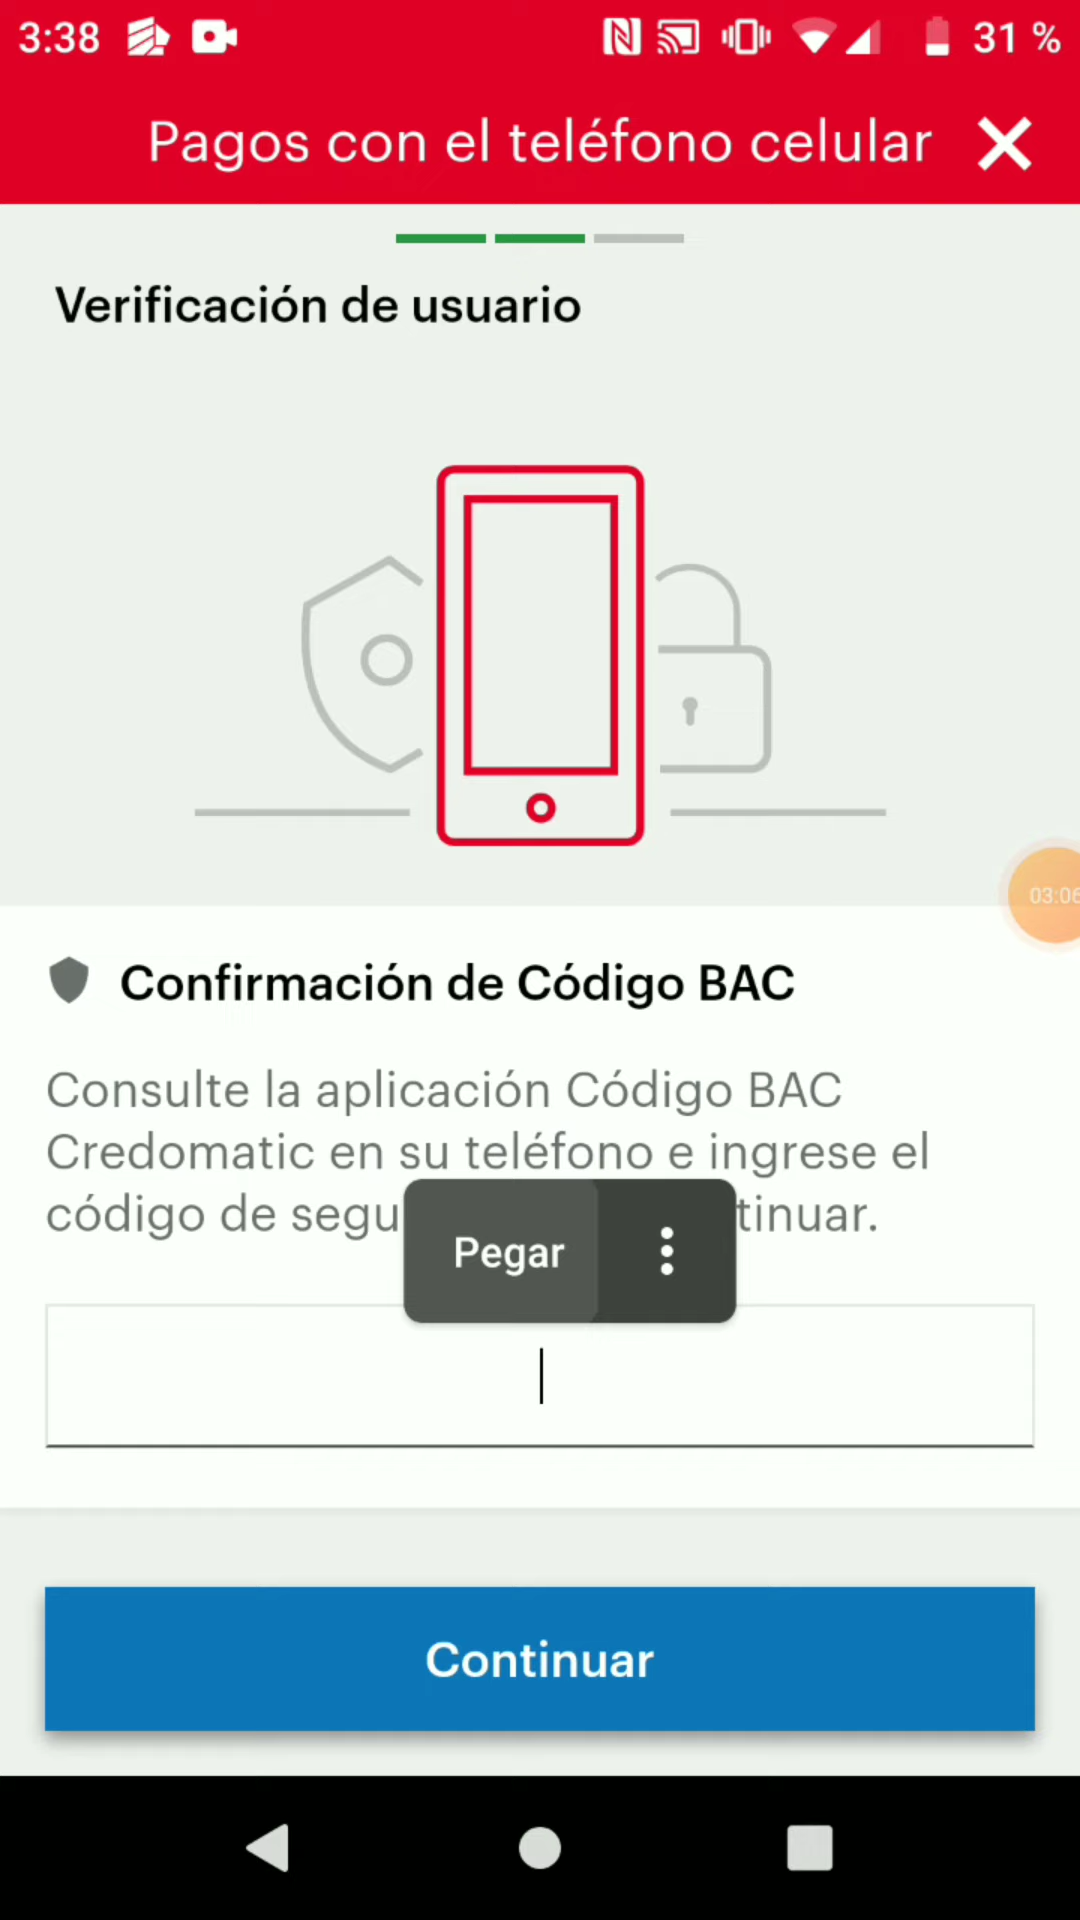 3:38 31 %
Pagos con el teléfono celular
Verificación de usuario
03:06
Confirmación de Código BAC
Consulte la aplicación Código BAC
Credomatic en su teléfono e ingrese el
código de segu tinuar.
Pegar
Continuar